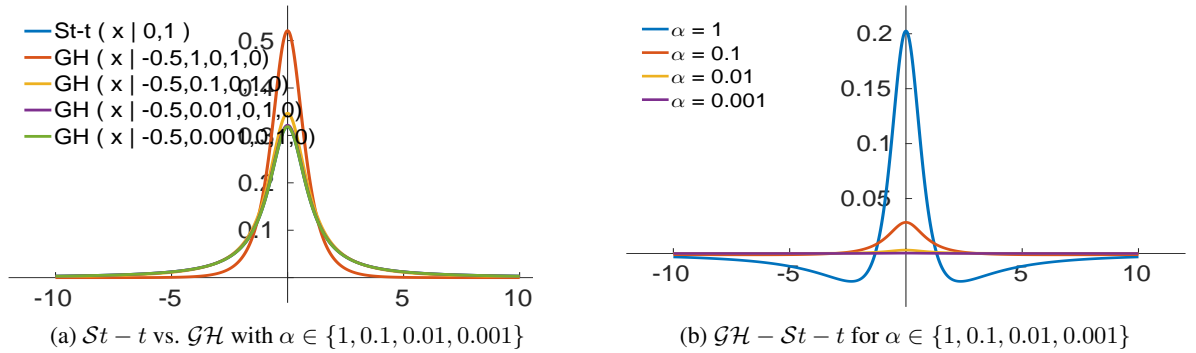 St-t ( x | 0,1 )
GH ( x | -0.5,1,0,1,0)
GH ( x | -0.5,0.1,0,1,0)
GH ( x | -0.5,0.01,0,1,0)
GH ( x | -0.5,0.001,0,1,0)
0.5
0.3
0.2
0.1
-10 -5 0 5 10
(a) St − t vs. GH with α ∈ {1, 0.1, 0.01, 0.001}
α = 1
α = 0.1
α = 0.01
α = 0.001
0.2
0.15
0.1
0.05
-10 -5 0 5 10
(b) GH − St − t for α ∈ {1, 0.1, 0.01, 0.001}